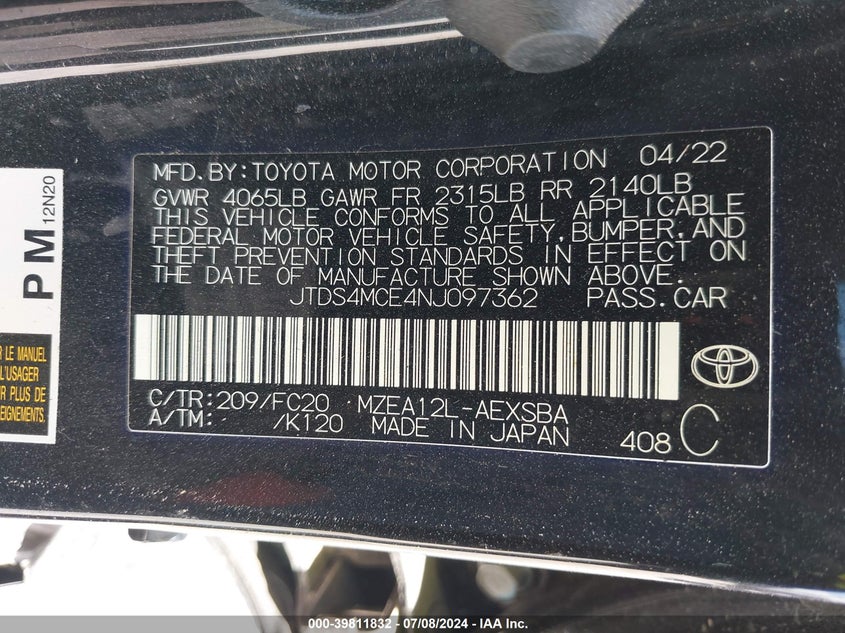 MFD.BY:TOYOTA MOTOR CORPORATION 04/22
GVWR 4065LB GAWR FR 2315LB RR 2140LB
THIS VEHICLE CONFORMS TO ALL APPLICABLE
FEDERAL MOTOR VEHICLE SAFETY,BUMPER,AND
THEFT PREVENTION STANDARDS IN EFFECT ON
THE DATE OF MANUFACTURE SHOWN ABOVE.
JTDS4MCE4NJ097362 PASS.CAR
C/TR:209/FC20 MZEA12L-AEXSBA
A/TM: /K120 MADE IN JAPAN
408 C
PM 12N20
LE MANUEL
L'USAGER
PLUS DE
000-39811832 - 07/08/2024 - IAA Inc.